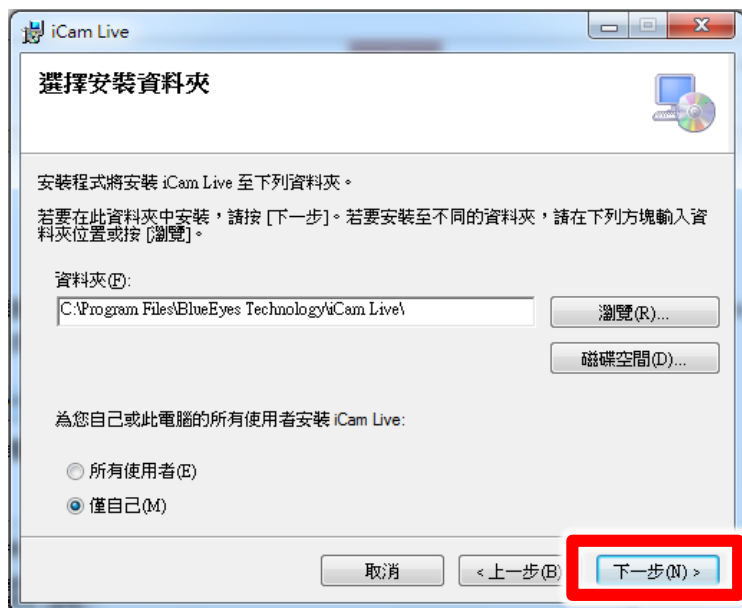 iCam Live
選擇安裝資料夾
安裝程式將安裝 iCam Live 至下列資料夾。
若要在此資料夾中安裝，請按 [下一步]。若要安裝至不同的資料夾，請在下列方塊輸入資
料夾位置或按 [瀏覽]。
資料夾(F):
C:\Program Files\BlueEyes Technology\iCam Live\
瀏覽(R)...
磁碟空間(D)...
為您自己或此電腦的所有使用者安裝 iCam Live:
所有使用者(E)
僅自己(M)
取消
<上一步(B)
下一步(N) >